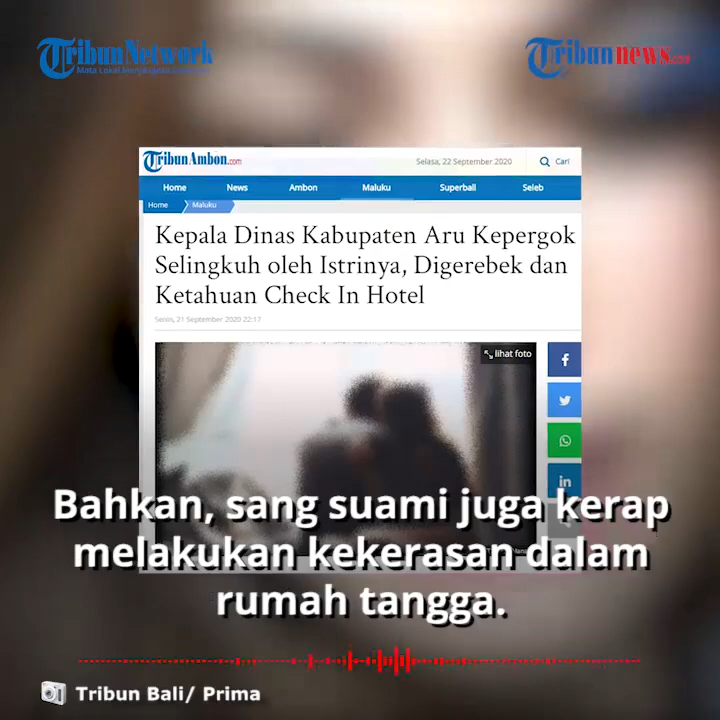 TribunNetwork
Tribunnews.com
TribunAmbon.com
Selasa, 22 September 2020
Cari
Home News Ambon Maluku Superball Seleb
Home Maluku
Kepala Dinas Kabupaten Aru Kepergok
Selingkuh oleh Istrinya, Digerebek dan
Ketahuan Check In Hotel
Senin, 21 September 2020 22:17
lihat foto
Bahkan, sang suami juga kerap
melakukan kekerasan dalam
rumah tangga.
Tribun Bali/ Prima